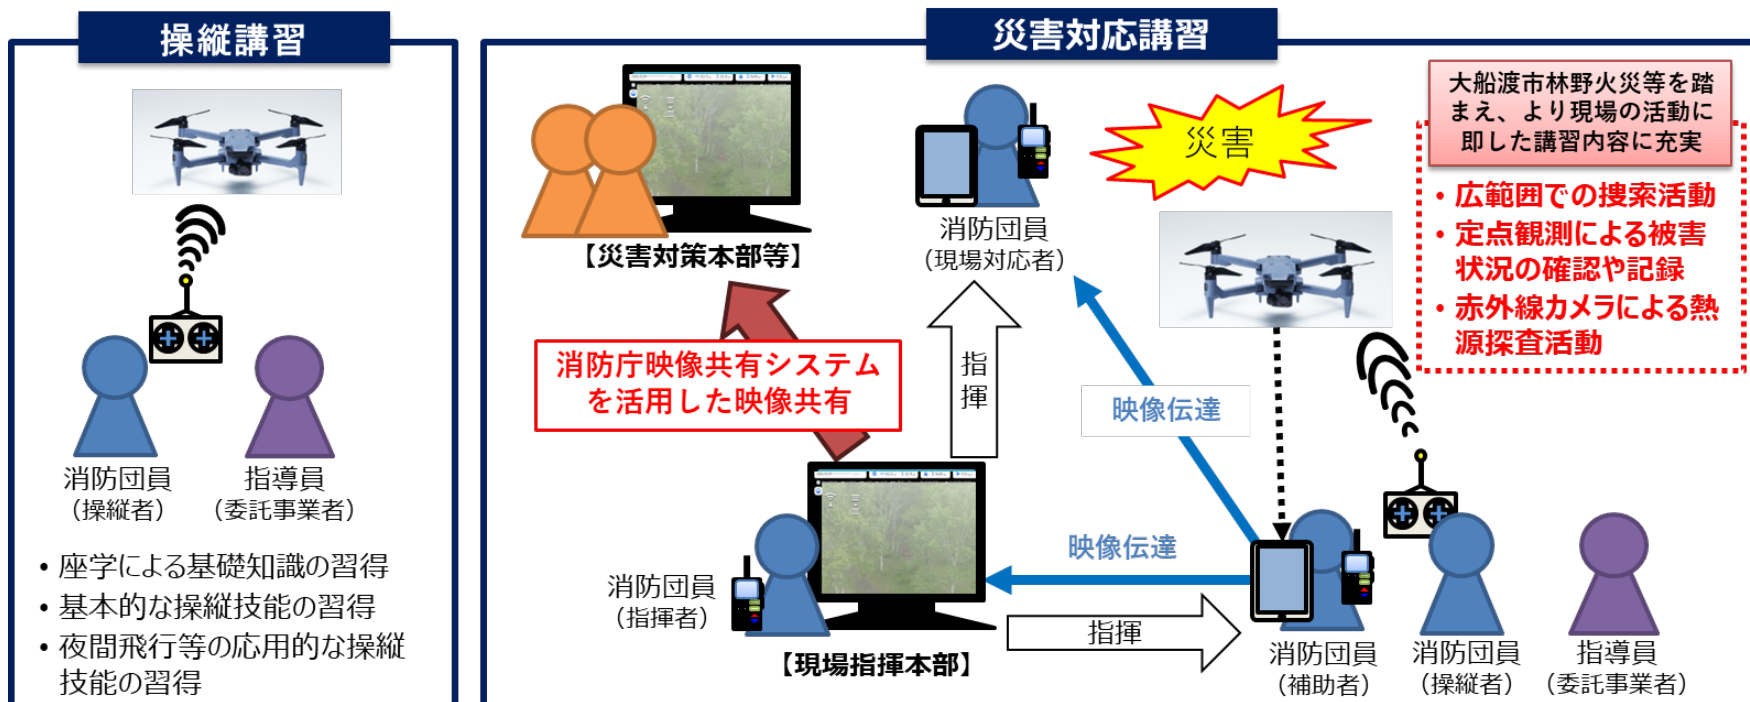 操縦講習
消防団員
（操縦者）
指導員
（委託事業者）
・座学による基礎知識の習得
・基本的な操縦技能の習得
・夜間飛行等の応用的な操縦
技能の習得
災害対応講習
【災害対策本部等】
消防団員
（現場対応者）
災害
大船渡市林野火災等を踏
まえ、より現場の活動に
即した講習内容に充実
・広範囲での捜索活動
・定点観測による被害
状況の確認や記録
・赤外線カメラによる熱
源探査活動
消防庁映像共有システム
を活用した映像共有
指揮
映像伝達
映像伝達
消防団員
（指揮者）
【現場指揮本部】
指揮
消防団員
（補助者）
消防団員
（操縦者）
指導員
（委託事業者）